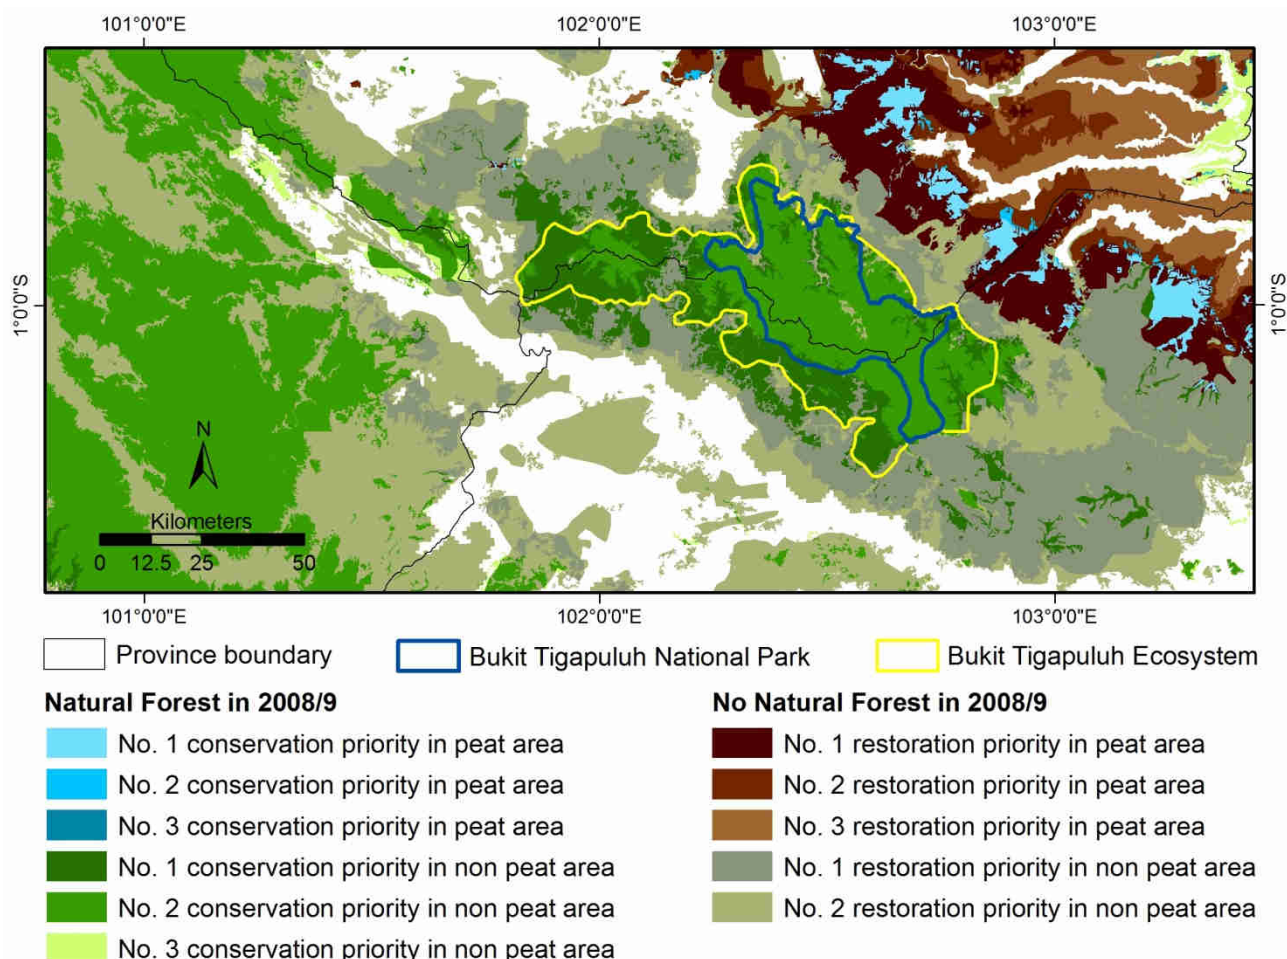 101°0'0"E 102°0'0"E 103°0'0"E
1°0'0"S
1°0'0"S
N
Kilometers
0 12.5 25 50
101°0'0"E 102°0'0"E 103°0'0"E
Province boundary Bukit Tigapuluh National Park Bukit Tigapuluh Ecosystem
Natural Forest in 2008/9
No. 1 conservation priority in peat area
No. 2 conservation priority in peat area
No. 3 conservation priority in peat area
No. 1 conservation priority in non peat area
No. 2 conservation priority in non peat area
No. 3 conservation priority in non peat area
No Natural Forest in 2008/9
No. 1 restoration priority in peat area
No. 2 restoration priority in peat area
No. 3 restoration priority in peat area
No. 1 restoration priority in non peat area
No. 2 restoration priority in non peat area